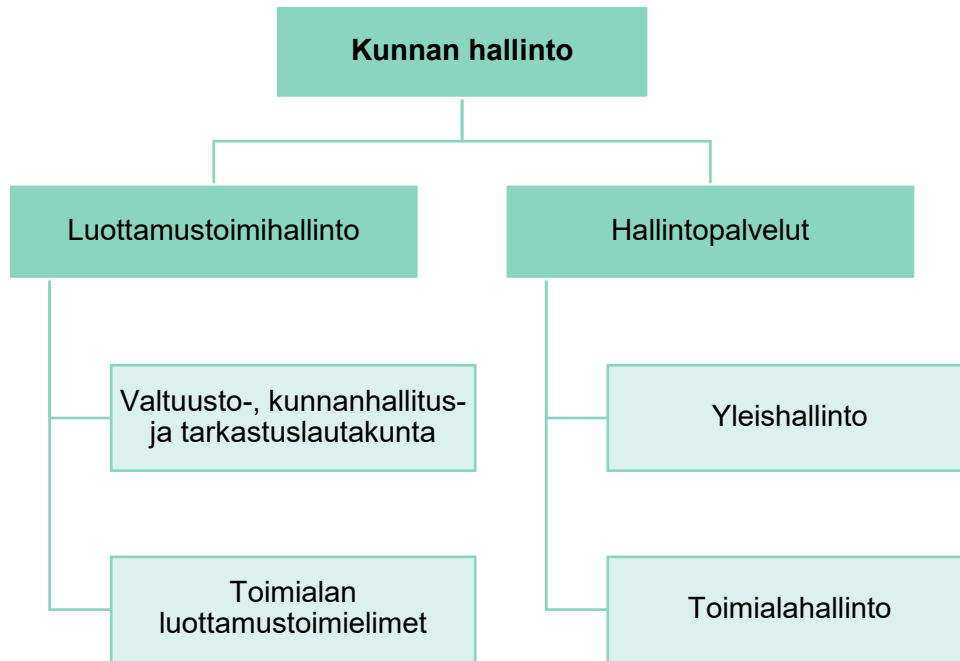 Kunnan hallinto
Luottamustoimihallinto
Hallintopalvelut
Valtuusto-, kunnanhallitus-
ja tarkastuslautakunta
Yleishallinto
Toimialan
luottamustoimielimet
Toimialahallinto